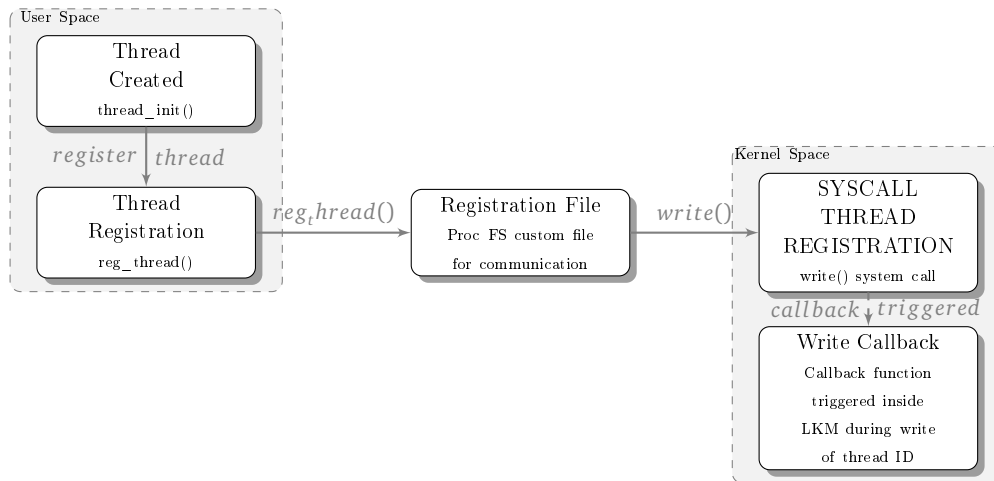 User Space
Thread
Created
thread_init()
register thread
Thread
Registration
reg_thread()
regₜhread()
Registration File
Proc FS custom file
for communication
write()
Kernel Space
SYSCALL
THREAD
REGISTRATION
write() system call
callback triggered
Write Callback
Callback function
triggered inside
LKM during write
of thread ID